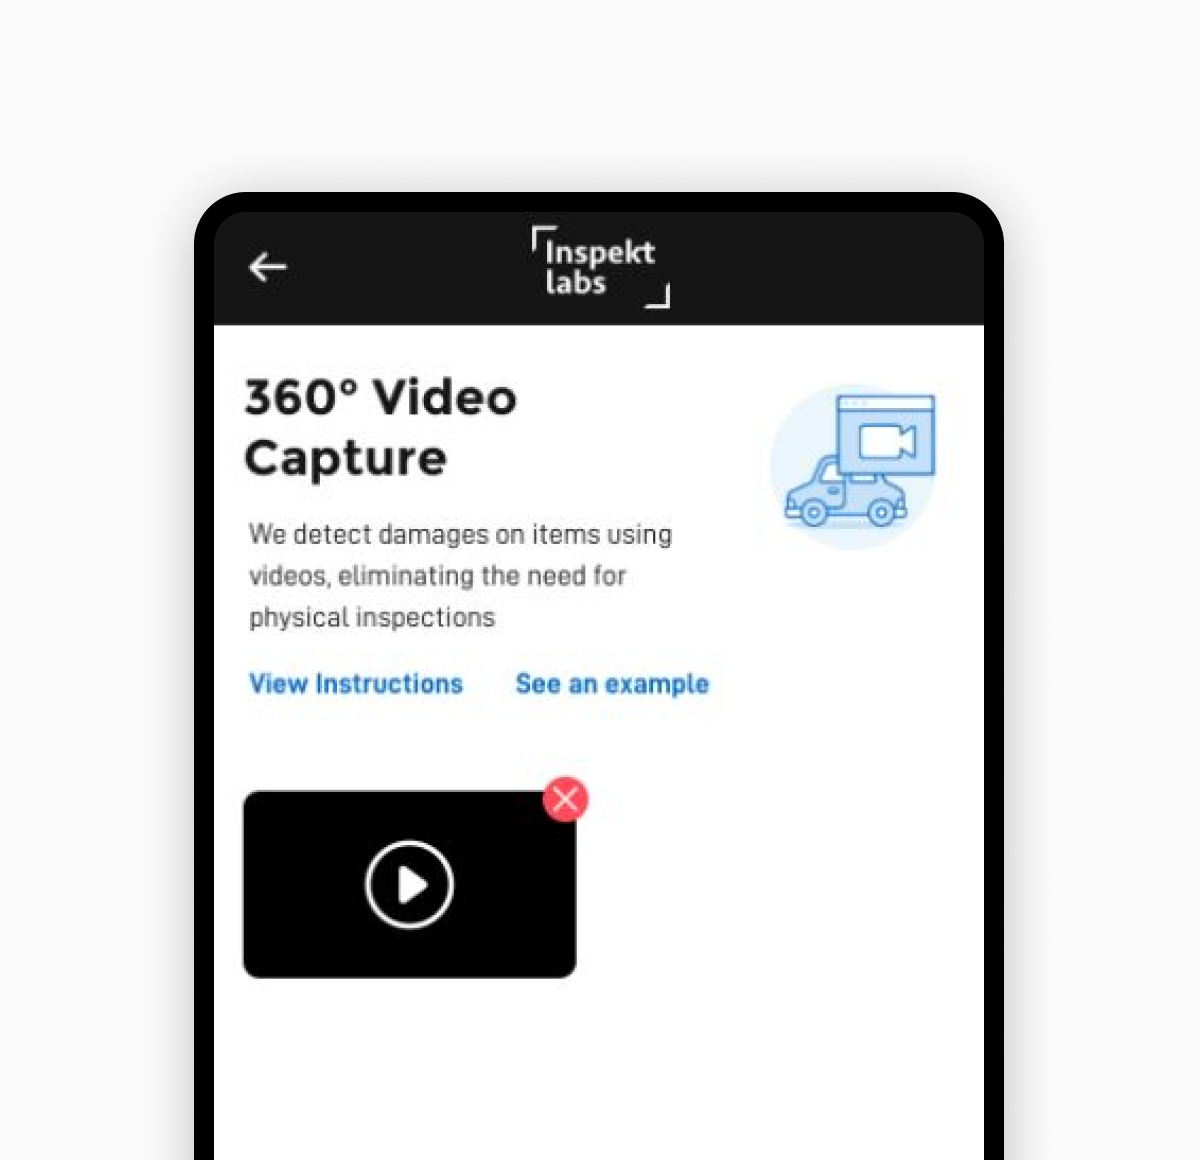 Inspekt
labs
360° Video
Capture
We detect damages on items using
videos, eliminating the need for
physical inspections
View Instructions See an example